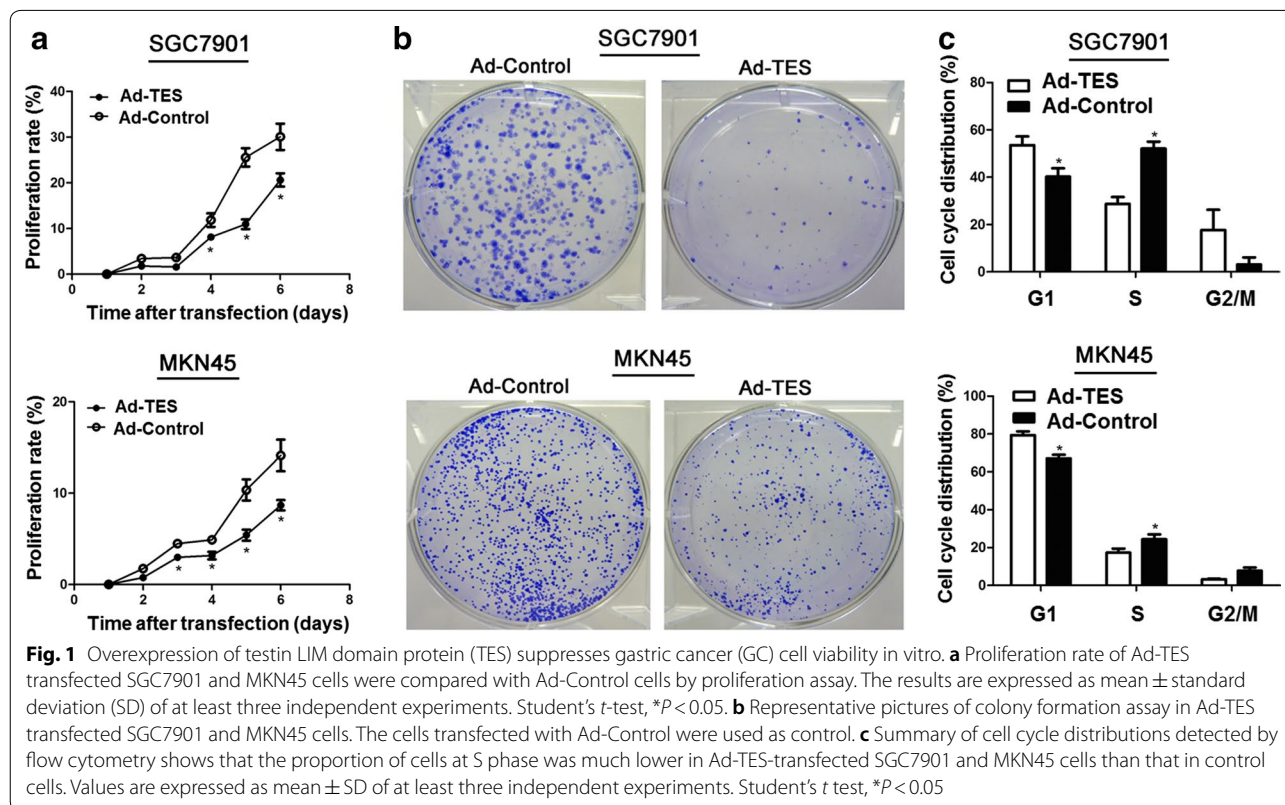 a
SGC7901
Ad-TES
Ad-Control
Proliferation rate (%)
40
30
20
10
0
*
*
*
0 2 4 6 8
Time after transfection (days)
MKN45
Ad-TES
Ad-Control
Proliferation rate (%)
20
10
0
*
*
*
*
0 2 4 6 8
Time after transfection (days)
b
SGC7901
Ad-Control Ad-TES
MKN45
Ad-Control Ad-TES
c
SGC7901
Ad-TES
Ad-Control
Cell cycle distribution (%)
80
60
40
20
0
*
*
G1 S G2/M
MKN45
Ad-TES
Ad-Control
Cell cycle distribution (%)
100
80
60
40
20
0
*
*
G1 S G2/M
Fig. 1 Overexpression of testin LIM domain protein (TES) suppresses gastric cancer (GC) cell viability in vitro. a Proliferation rate of Ad-TES
transfected SGC7901 and MKN45 cells were compared with Ad-Control cells by proliferation assay. The results are expressed as mean ± standard
deviation (SD) of at least three independent experiments. Student's t-test, *P < 0.05. b Representative pictures of colony formation assay in Ad-TES
transfected SGC7901 and MKN45 cells. The cells transfected with Ad-Control were used as control. c Summary of cell cycle distributions detected by
flow cytometry shows that the proportion of cells at S phase was much lower in Ad-TES-transfected SGC7901 and MKN45 cells than that in control
cells. Values are expressed as mean ± SD of at least three independent experiments. Student's t test, *P < 0.05